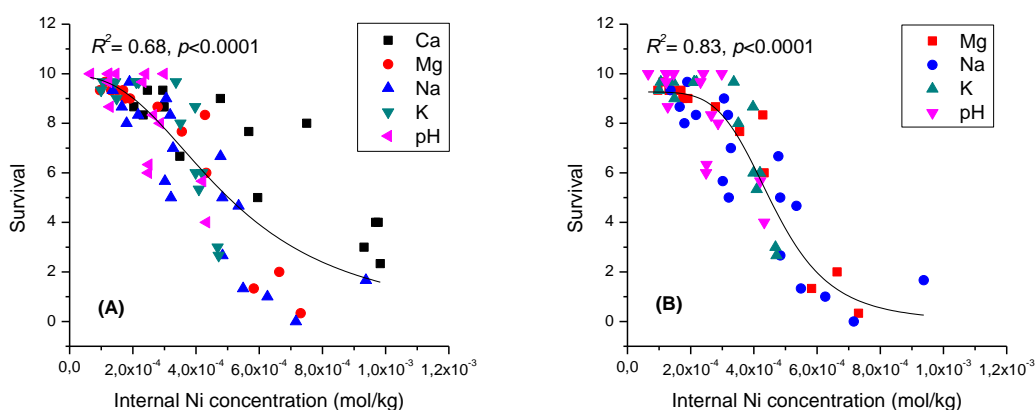 R²= 0.68, p<0.0001
Ca
Mg
Na
K
pH
12
10
8
6
4
2
0
Survival
(A)
0,0 2,0x10⁻⁴ 4,0x10⁻⁴ 6,0x10⁻⁴ 8,0x10⁻⁴ 1,0x10⁻³ 1,2x10⁻³
Internal Ni concentration (mol/kg)
R²= 0.83, p<0.0001
Mg
Na
K
pH
12
10
8
6
4
2
0
Survival
(B)
0,0 2,0x10⁻⁴ 4,0x10⁻⁴ 6,0x10⁻⁴ 8,0x10⁻⁴ 1,0x10⁻³ 1,2x10⁻³
Internal Ni concentration (mol/kg)